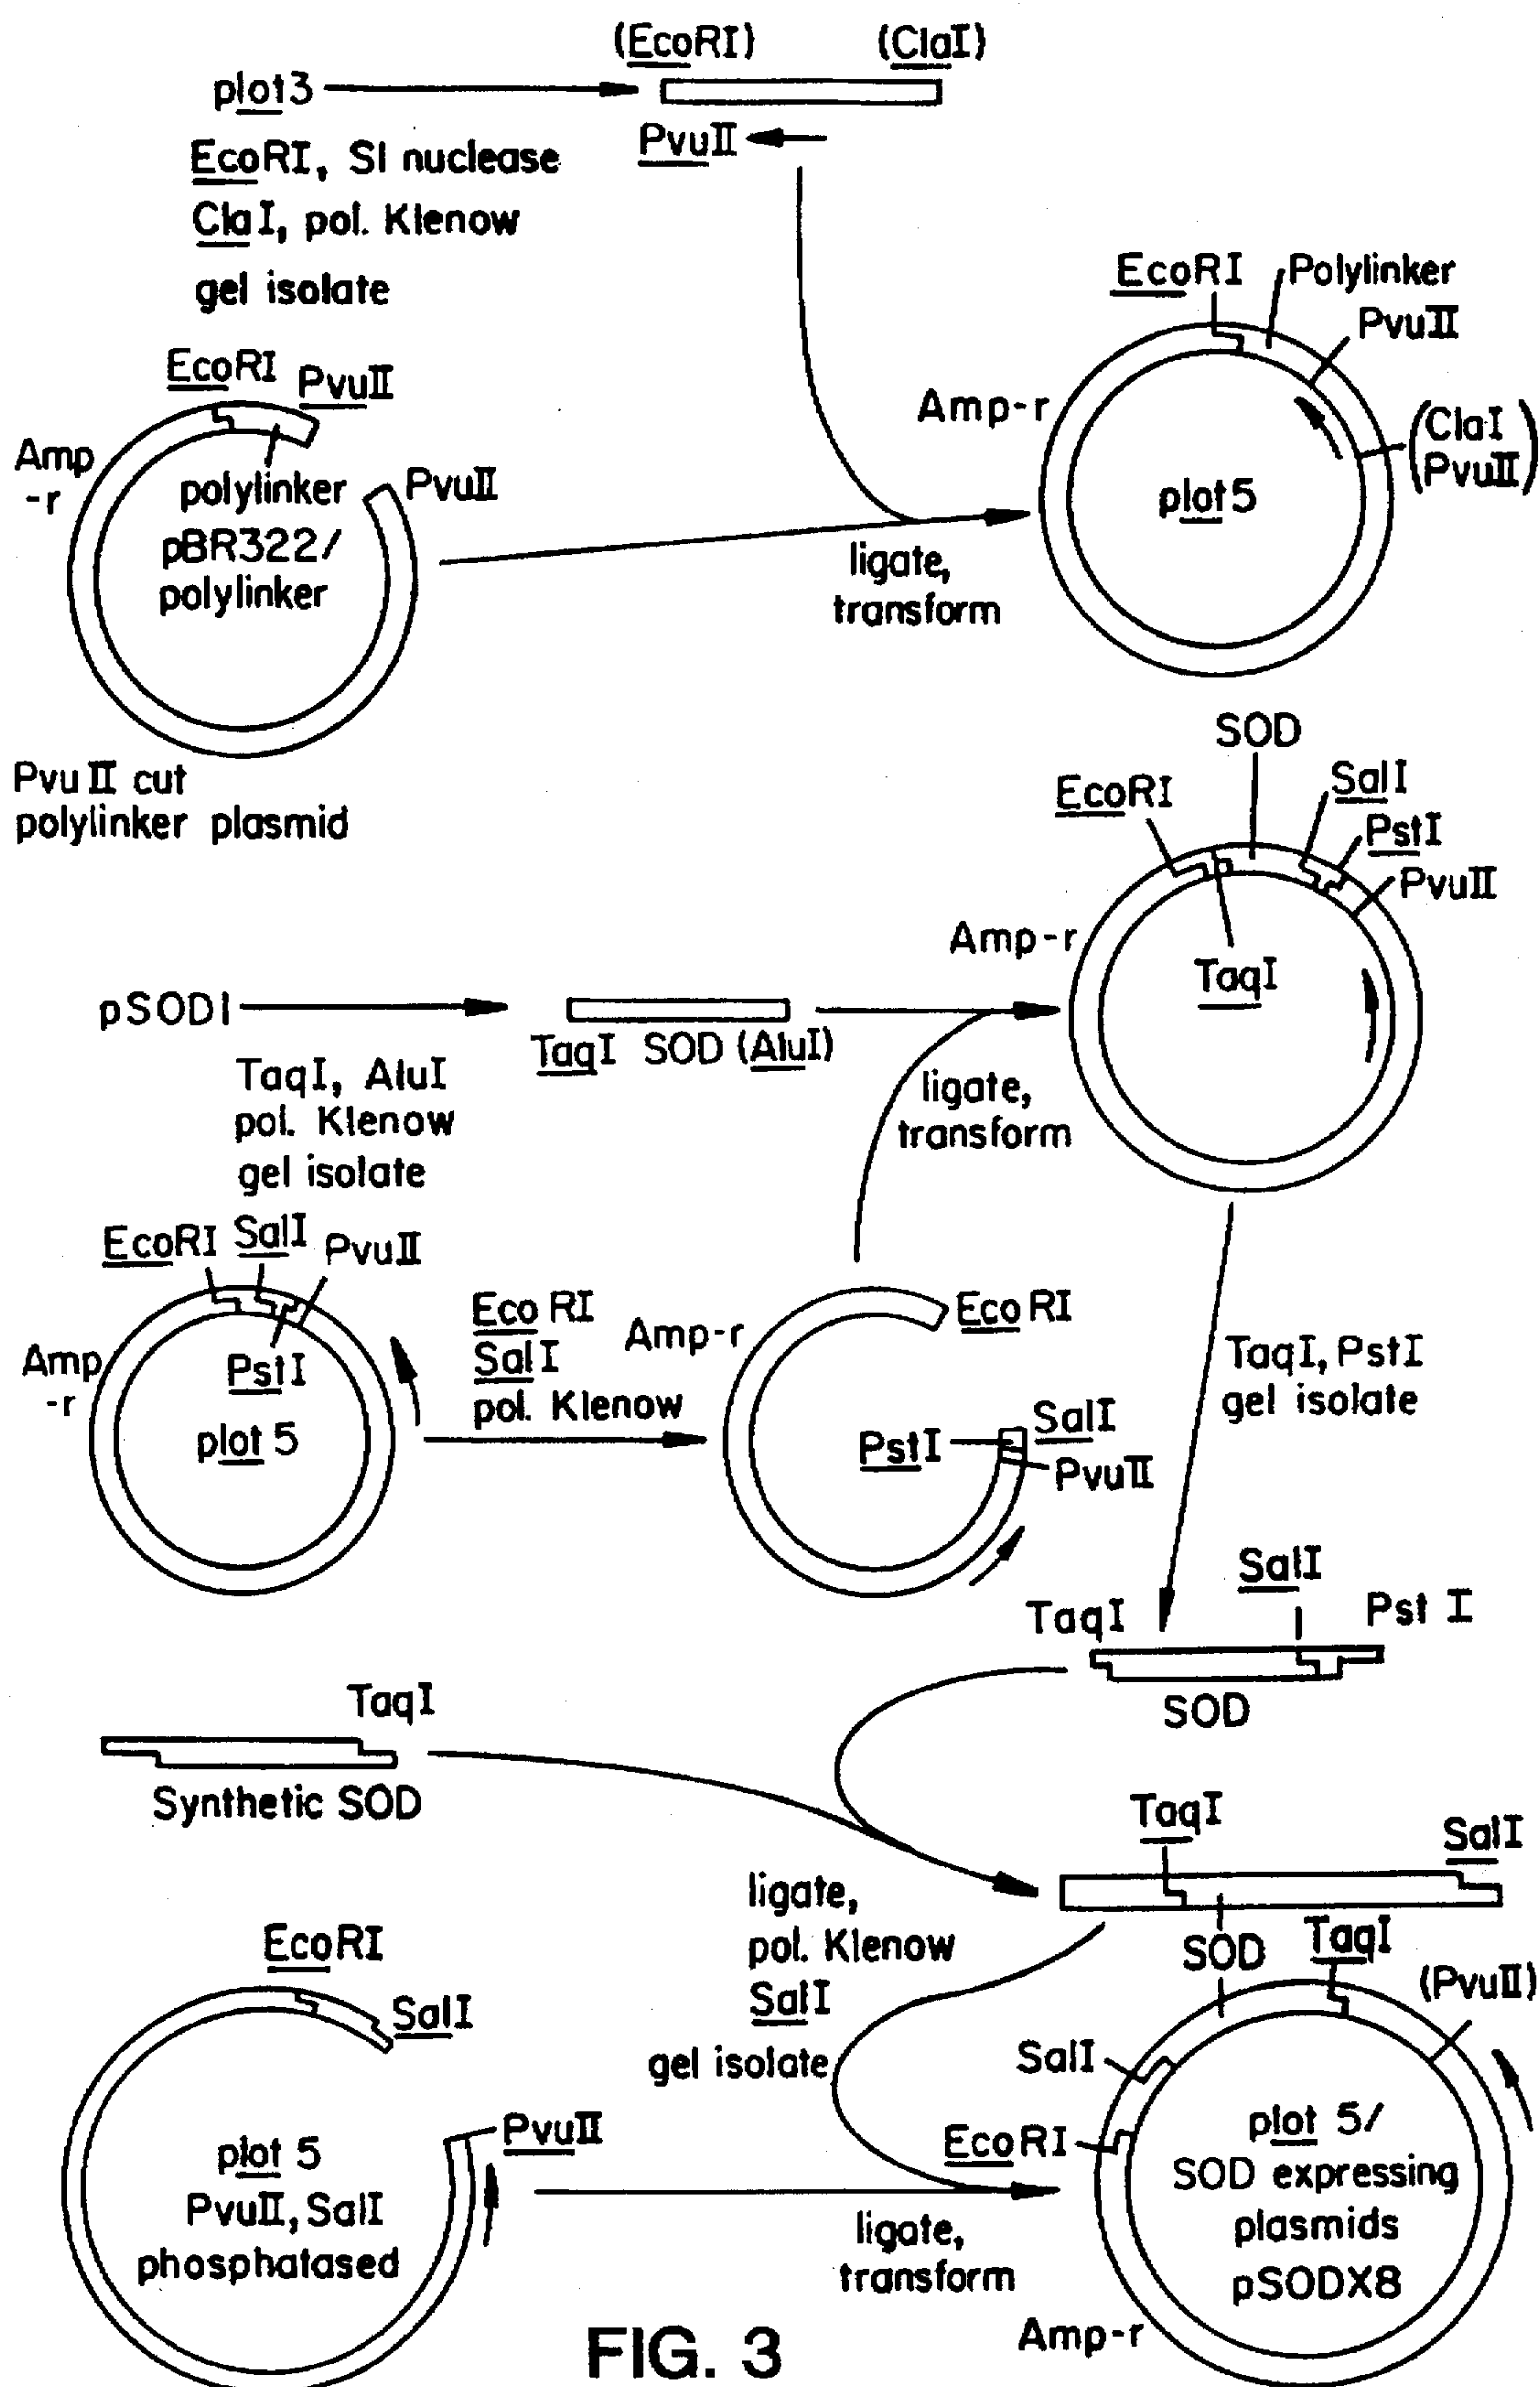 (EcoRI) (ClaI)
plot3
PvuII
EcoRI, SI nuclease
ClaI, pol. Klenow
gel isolate
EcoRI
PvuII
Amp
-r
polylinker
PvuII
pBR322/
polylinker
PvuII cut
polylinker plasmid
ligate,
transform
EcoRI
Polylinker
PvuII
Amp-r
(ClaI
PvuII)
plot5
SOD
EcoRI
SalI
PstI
PvuII
Amp-r
TaqI
pSODI
TaqI SOD (AluI)
TaqI, AluI
pol. Klenow
gel isolate
ligate,
transform
EcoRI SalI PvuII
Amp
-r
PstI
plot 5
EcoRI
SalI
pol. Klenow
Amp-r
EcoRI
PstI
SalI
PvuII
TaqI, PstI
gel isolate
TaqI
SalI
Pst I
SOD
TaqI
Synthetic SOD
TaqI
SalI
ligate,
pol. Klenow
SalI
gel isolate
SOD
TaqI
(PvuII)
EcoRI
SalI
PvuII
plot 5
PvuII, SalI
phosphatased
SalI
EcoRI
plot 5/
SOD expressing
plasmids
pSODX8
ligate,
transform
Amp-r
FIG. 3